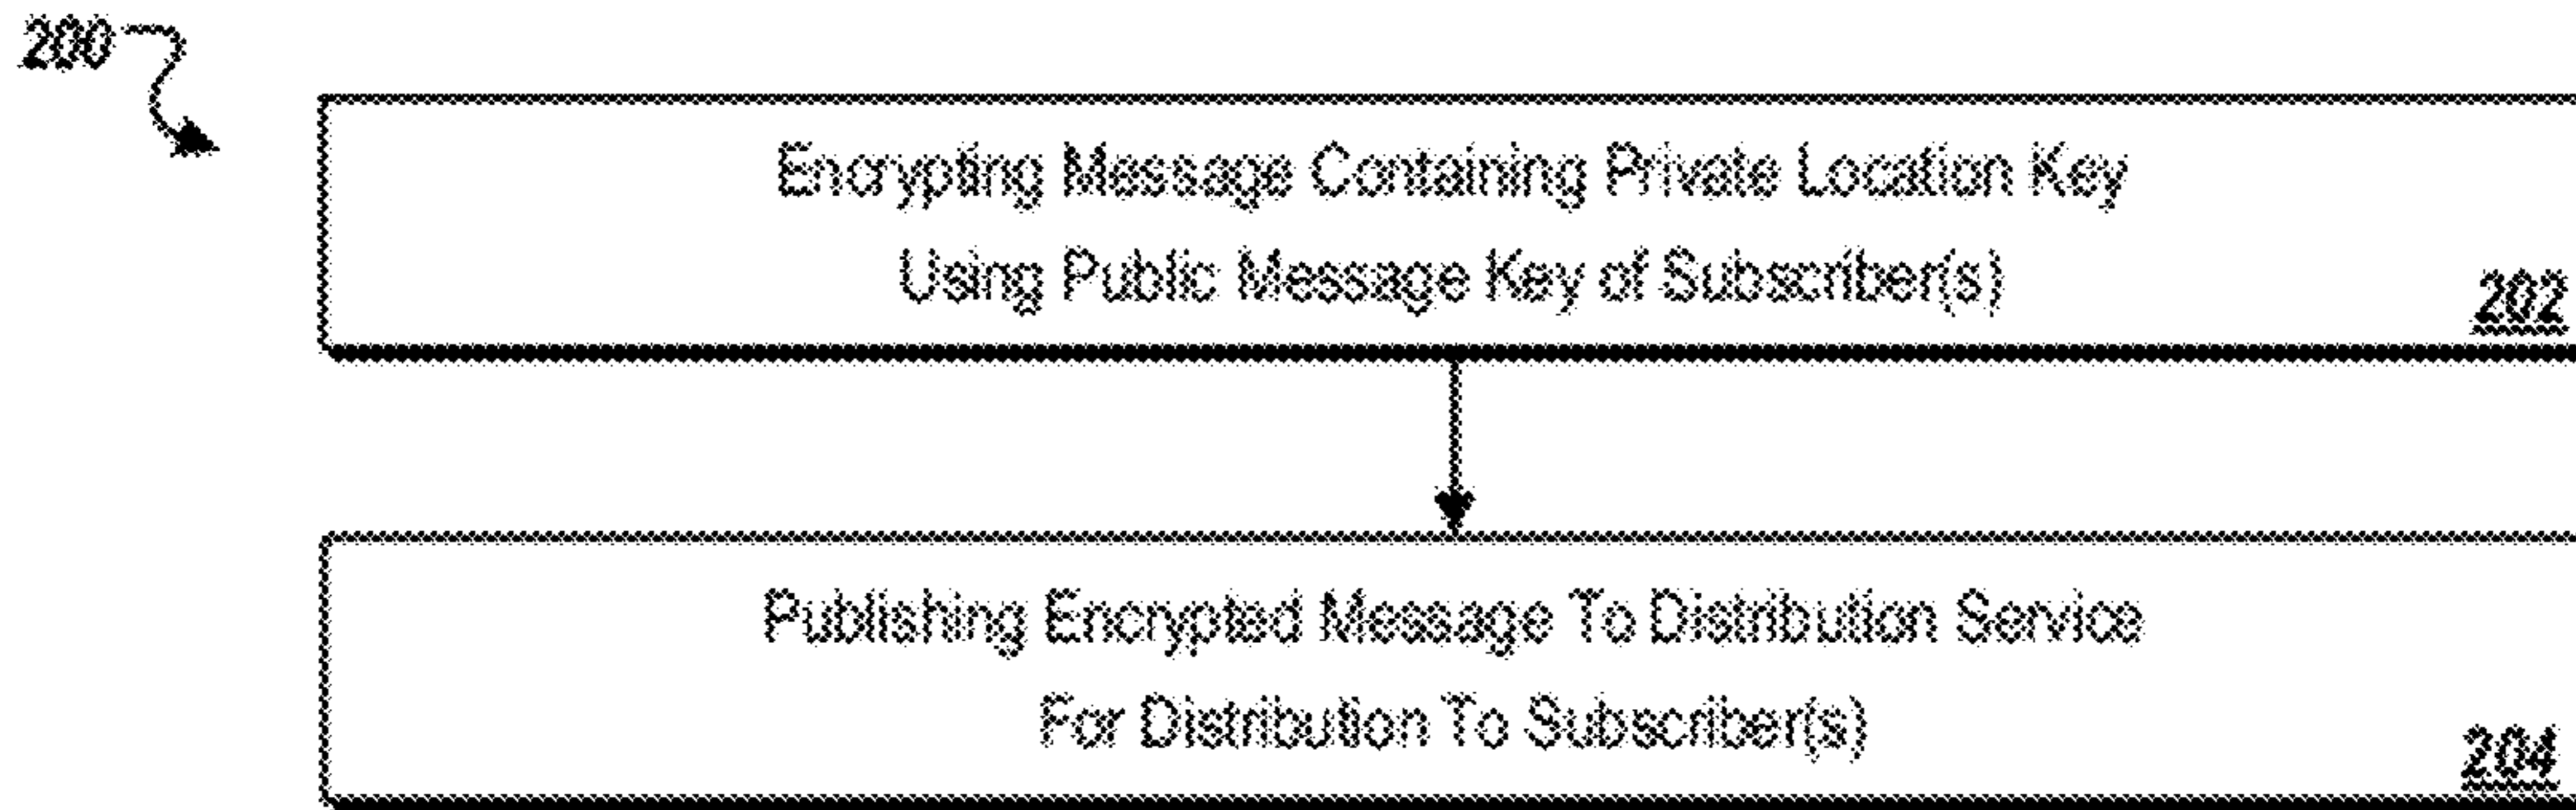 200
Encrypting Message Containing Private Location Key
Using Public Message Key of Subscriber(s)
202
Publishing Encrypted Message To Distribution Service
For Distribution To Subscriber(s)
204